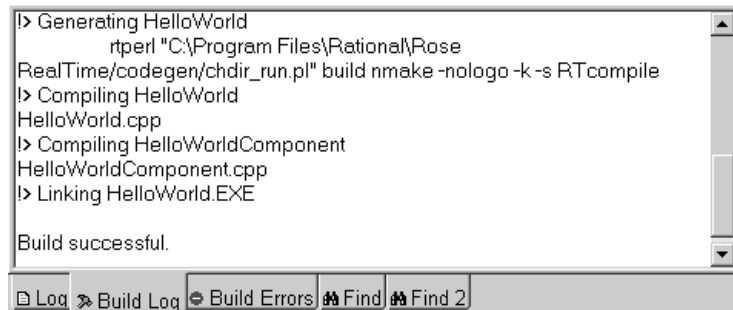 !> Generating HelloWorld
rtperl "C:\Program Files\Rational\Rose
RealTime/codegen/chdir_run.pl" build nmake -nologo -k -s RTcompile
!> Compiling HelloWorld
HelloWorld.cpp
!> Compiling HelloWorldComponent
HelloWorldComponent.cpp
!> Linking HelloWorld.EXE
Build successful.
Log Build Log Build Errors Find Find 2